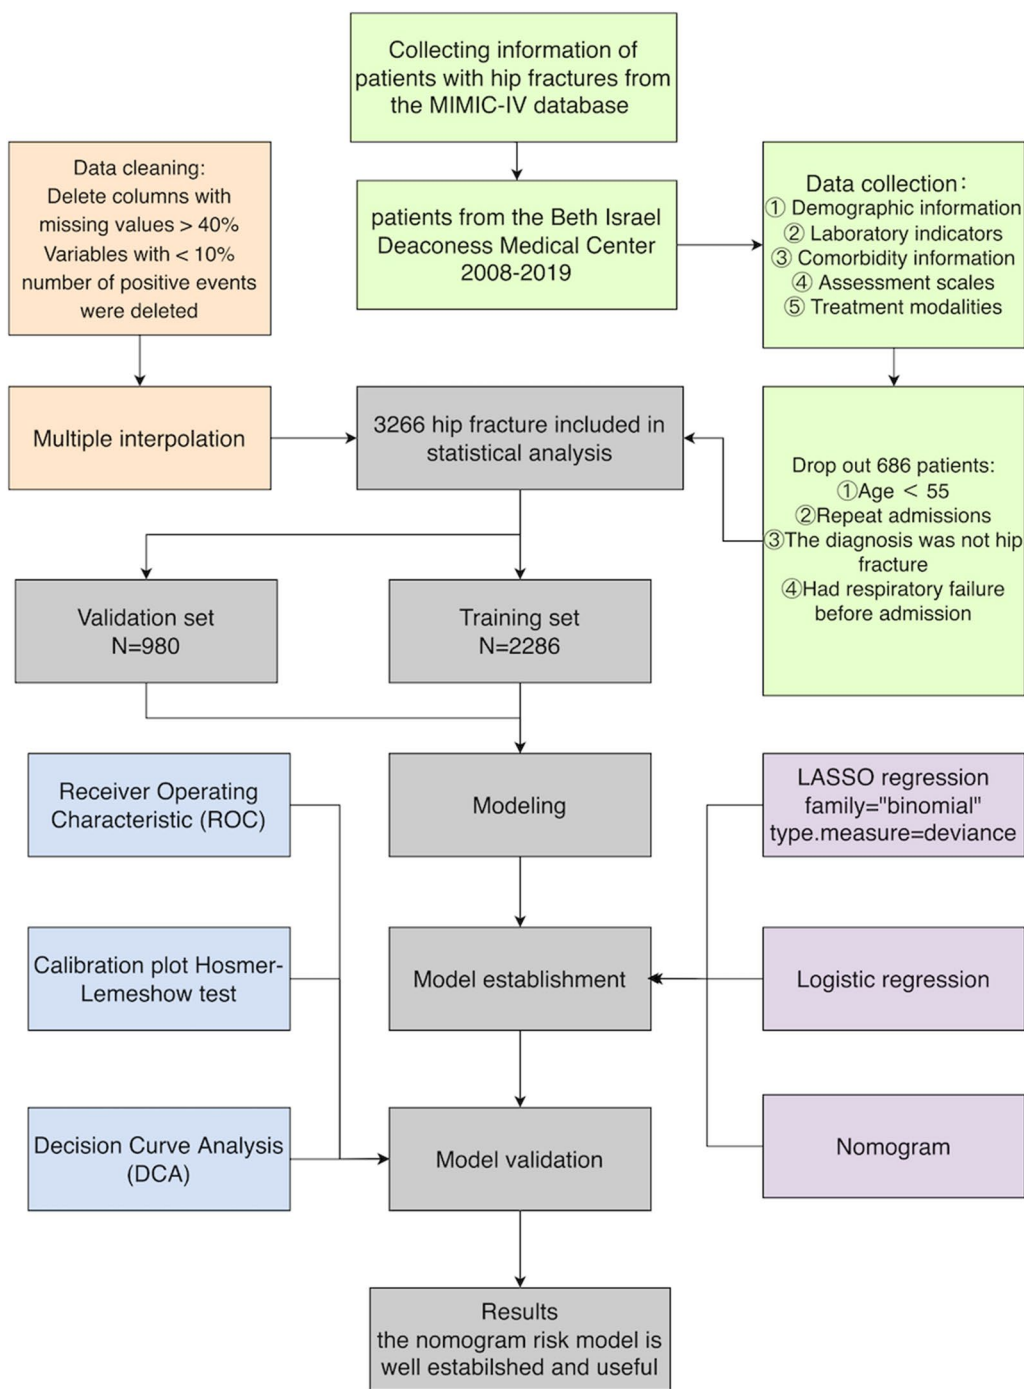 Collecting information of
patients with hip fractures from
the MIMIC-IV database
Data cleaning:
Delete columns with
missing values > 40%
Variables with < 10%
number of positive events
were deleted
patients from the Beth Israel
Deaconess Medical Center
2008-2019
Data collection:
① Demographic information
② Laboratory indicators
③ Comorbidity information
④ Assessment scales
⑤ Treatment modalities
Multiple interpolation
3266 hip fracture included in
statistical analysis
Drop out 686 patients:
①Age < 55
②Repeat admissions
③The diagnosis was not hip
fracture
④Had respiratory failure
before admission
Validation set
N=980
Training set
N=2286
Receiver Operating
Characteristic (ROC)
Modeling
LASSO regression
family="binomial"
type.measure=deviance
Calibration plot Hosmer-
Lemeshow test
Model establishment
Logistic regression
Decision Curve Analysis
(DCA)
Model validation
Nomogram
Results
the nomogram risk model is
well estabilshed and useful